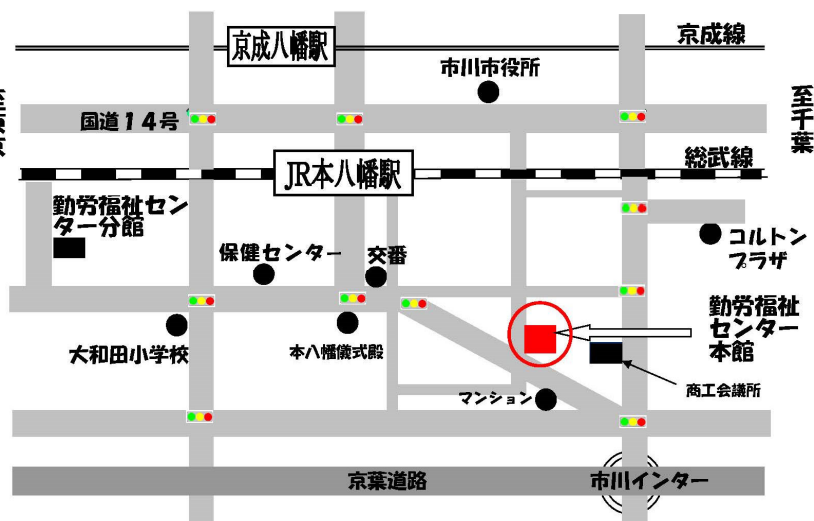 京成線
京成八幡駅
市川市役所
国道14号
至千葉
総武線
JR本八幡駅
勤労福祉セン
ター分館
保健センター
交番
コルトン
プラザ
勤労福祉
センター
本館
大和田小学校
本八幡儀式殿
商工会議所
マンション
京葉道路
市川インター